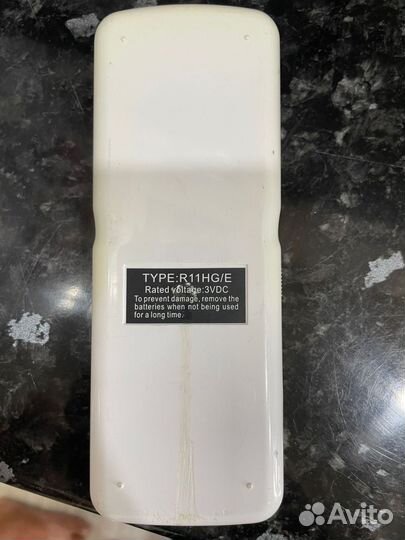 TYPE:R11HG/E
Rated voltage:3VDC
To prevent damage, remove the
batteries when not being used
for a long time.
Avito